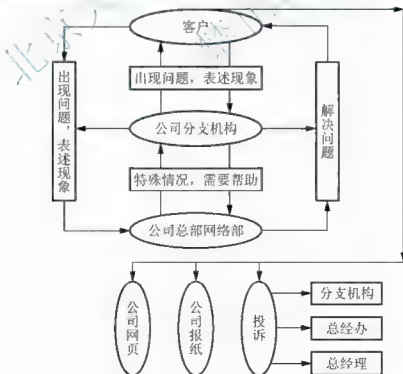 客户
出现问题，表述现象
出现问题，表述现象
解决问题
公司分支机构
特殊情况，需要帮助
公司总部网络部
公司网页
公司报纸
投诉
分支机构
总经办
总经理
北京